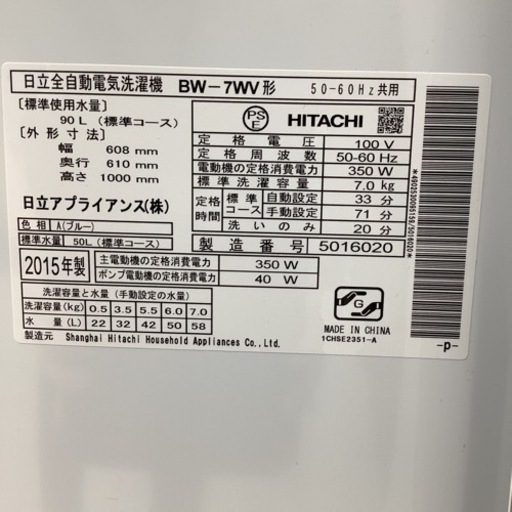 日立全自動電気洗濯機 BW-7WV形 50-60Hz共用
[標準使用水量]
90L (標準コース)
[外形寸法]
幅 608 mm
奥行 610 mm
高さ 1000 mm
日立アプライアンス(株)
色相 A(ブルー)
標準水量 50L (標準コース)
PS
E
HITACHI
定格電圧 100 V
定格周波数 50-60 Hz
電動機の定格消費電力 350 W
標準洗濯容量 7.0 kg
定格時間 標準コース 自動設定 33 分
手動設定 71 分
洗いのみ 20 分
製造番号 5016020
2015年製
主電動機の定格消費電力 350 W
ポンプ電動機の定格消費電力 40 W
洗濯容量と水量 (手動設定の水量)
洗濯容量(kg) 0.5 3.5 5.5 6.0 7.0
水量 (L) 22 32 42 50 58
製造元 Shanghai Hitachi Household Appliances Co.,Ltd.
G
MADE IN CHINA
1CHSE2351-A
-p-